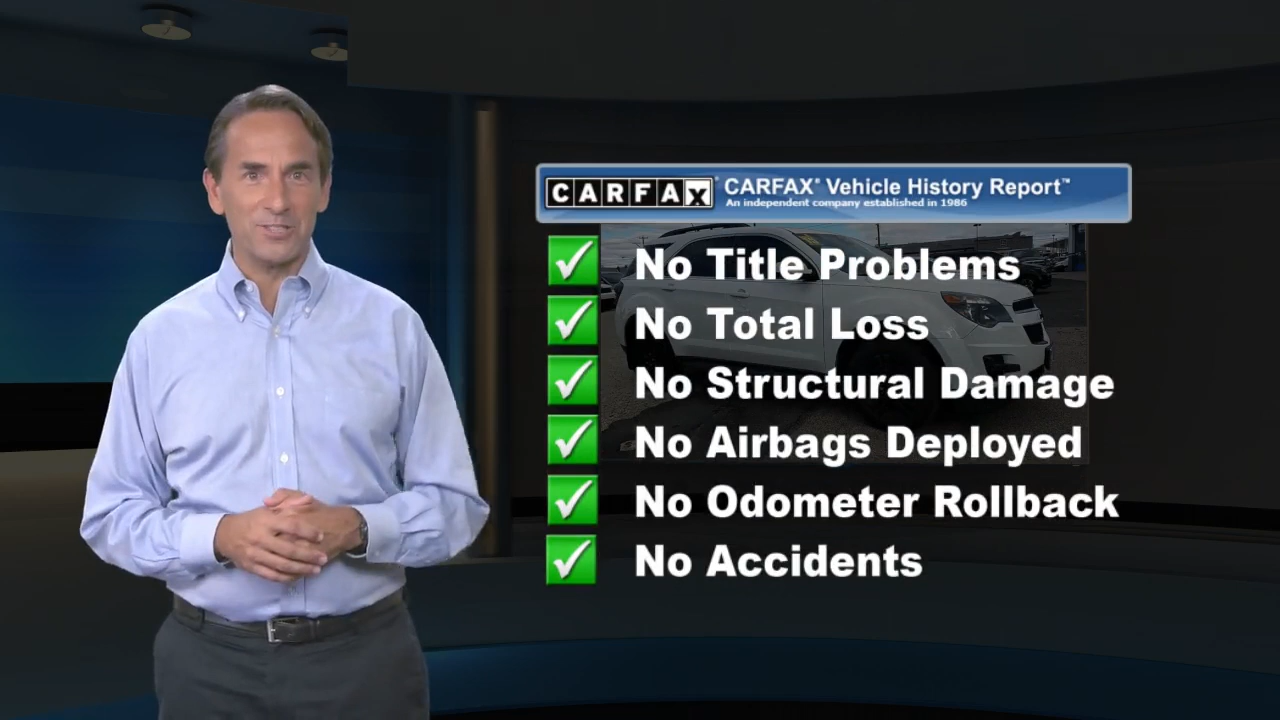 CARFAX
CARFAX® Vehicle History Report™
An independent company established in 1986
No Title Problems
No Total Loss
No Structural Damage
No Airbags Deployed
No Odometer Rollback
No Accidents